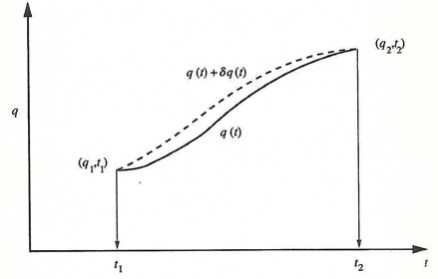 (q₂,t₂)
q(t)+δq(t)
q
q(t)
(q₁,t₁)
t₁
t₂
t